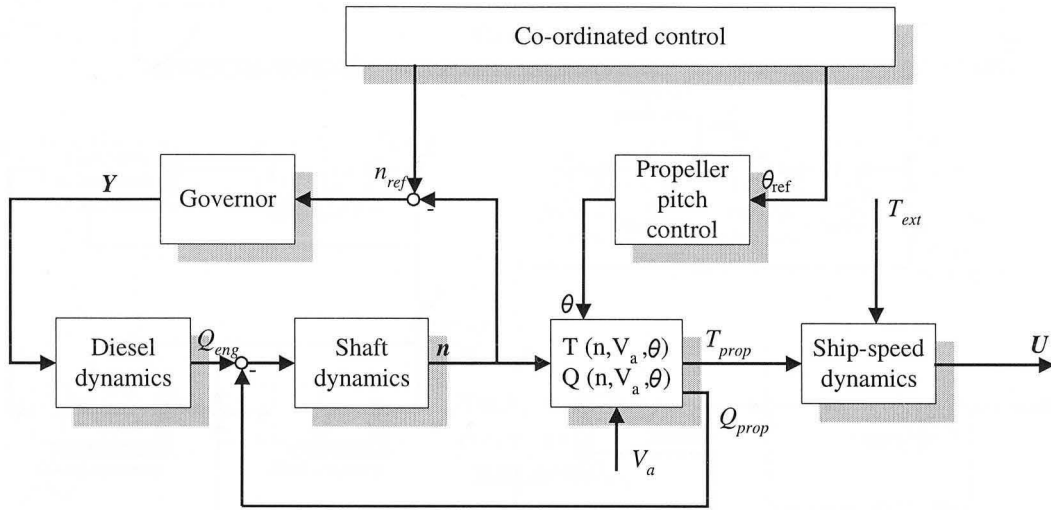 Co-ordinated control
Y
Governor
n_ref
-
Propeller
pitch
control
θ_ref
T_ext
θ
Diesel
dynamics
Q_eng
-
Shaft
dynamics
n
T (n,V_a,θ)
Q (n,V_a,θ)
T_prop
Ship-speed
dynamics
U
Q_prop
V_a